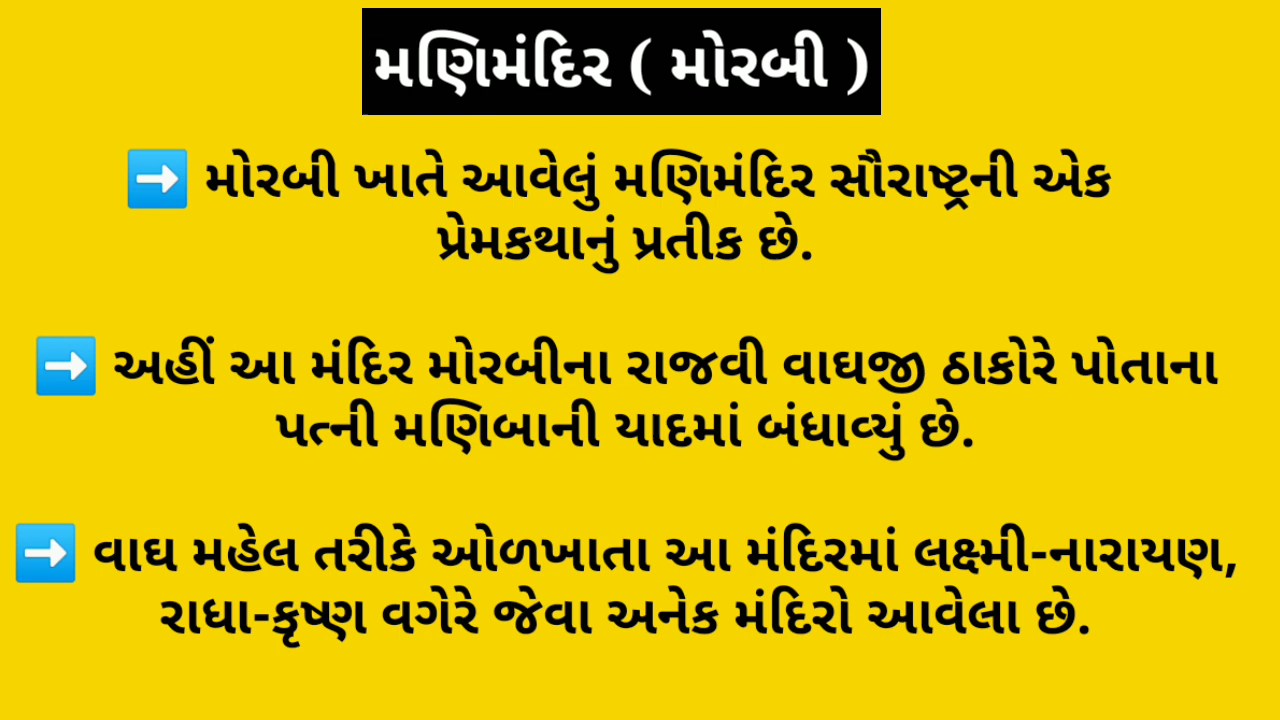 મણિમંદિર ( મોરબી )
➡️ મોરબી ખાતે આવેલું મણિમંદિર સૌરાષ્ટ્રની એક
પ્રેમકથાનું પ્રતીક છે.
➡️ અહીં આ મંદિર મોરબીના રાજવી વાઘજી ઠાકોરે પોતાના
પત્ની મણિબાની યાદમાં બંધાવ્યું છે.
➡️ વાઘ મહેલ તરીકે ઓળખાતા આ મંદિરમાં લક્ષ્મી-નારાયણ,
રાધા-કૃષ્ણ વગેરે જેવા અનેક મંદિરો આવેલા છે.